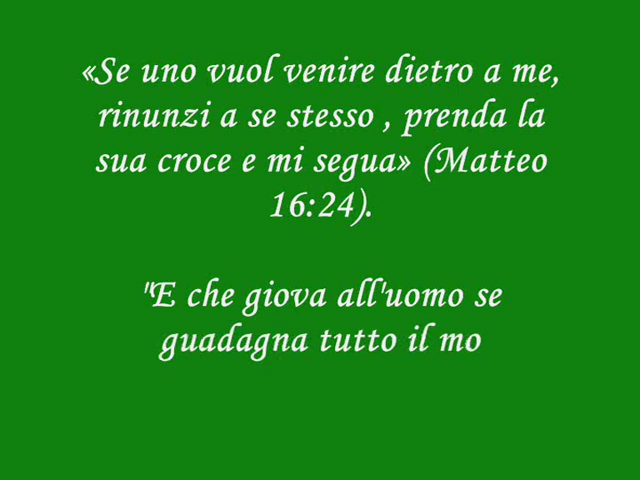 «Se uno vuol venire dietro a me,
rinunzi a se stesso , prenda la
sua croce e mi segua» (Matteo
16:24).
"E che giova all'uomo se
guadagna tutto il mo